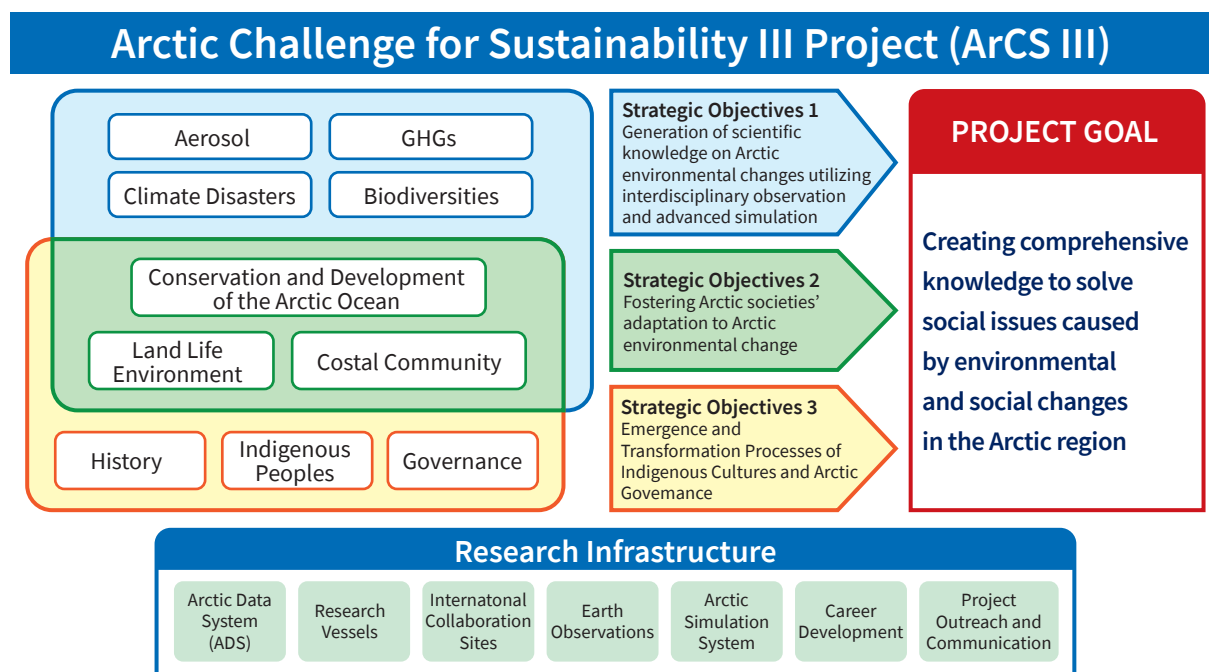 Arctic Challenge for Sustainability III Project (ArCS III)
Aerosol
GHGs
Climate Disasters
Biodiversities
Conservation and Development
of the Arctic Ocean
Land Life
Environment
Costal Community
History
Indigenous
Peoples
Governance
Strategic Objectives 1
Generation of scientific
knowledge on Arctic
environmental changes utilizing
interdisciplinary observation
and advanced simulation
Strategic Objectives 2
Fostering Arctic societies’
adaptation to Arctic
environmental change
Strategic Objectives 3
Emergence and
Transformation Processes of
Indigenous Cultures and Arctic
Govemance
PROJECT GOAL
Creating comprehensive
knowledge to solve
social issues caused
by environmental
and social changes
in the Arctic region
Research Infrastructure
Arctic Data
System
(ADS)
Research
Vessels
Internatonal
Collaboration
Sites
Earth
Observations
Arctic
Simulation
System
Career
Development
Project
Outreach and
Communication